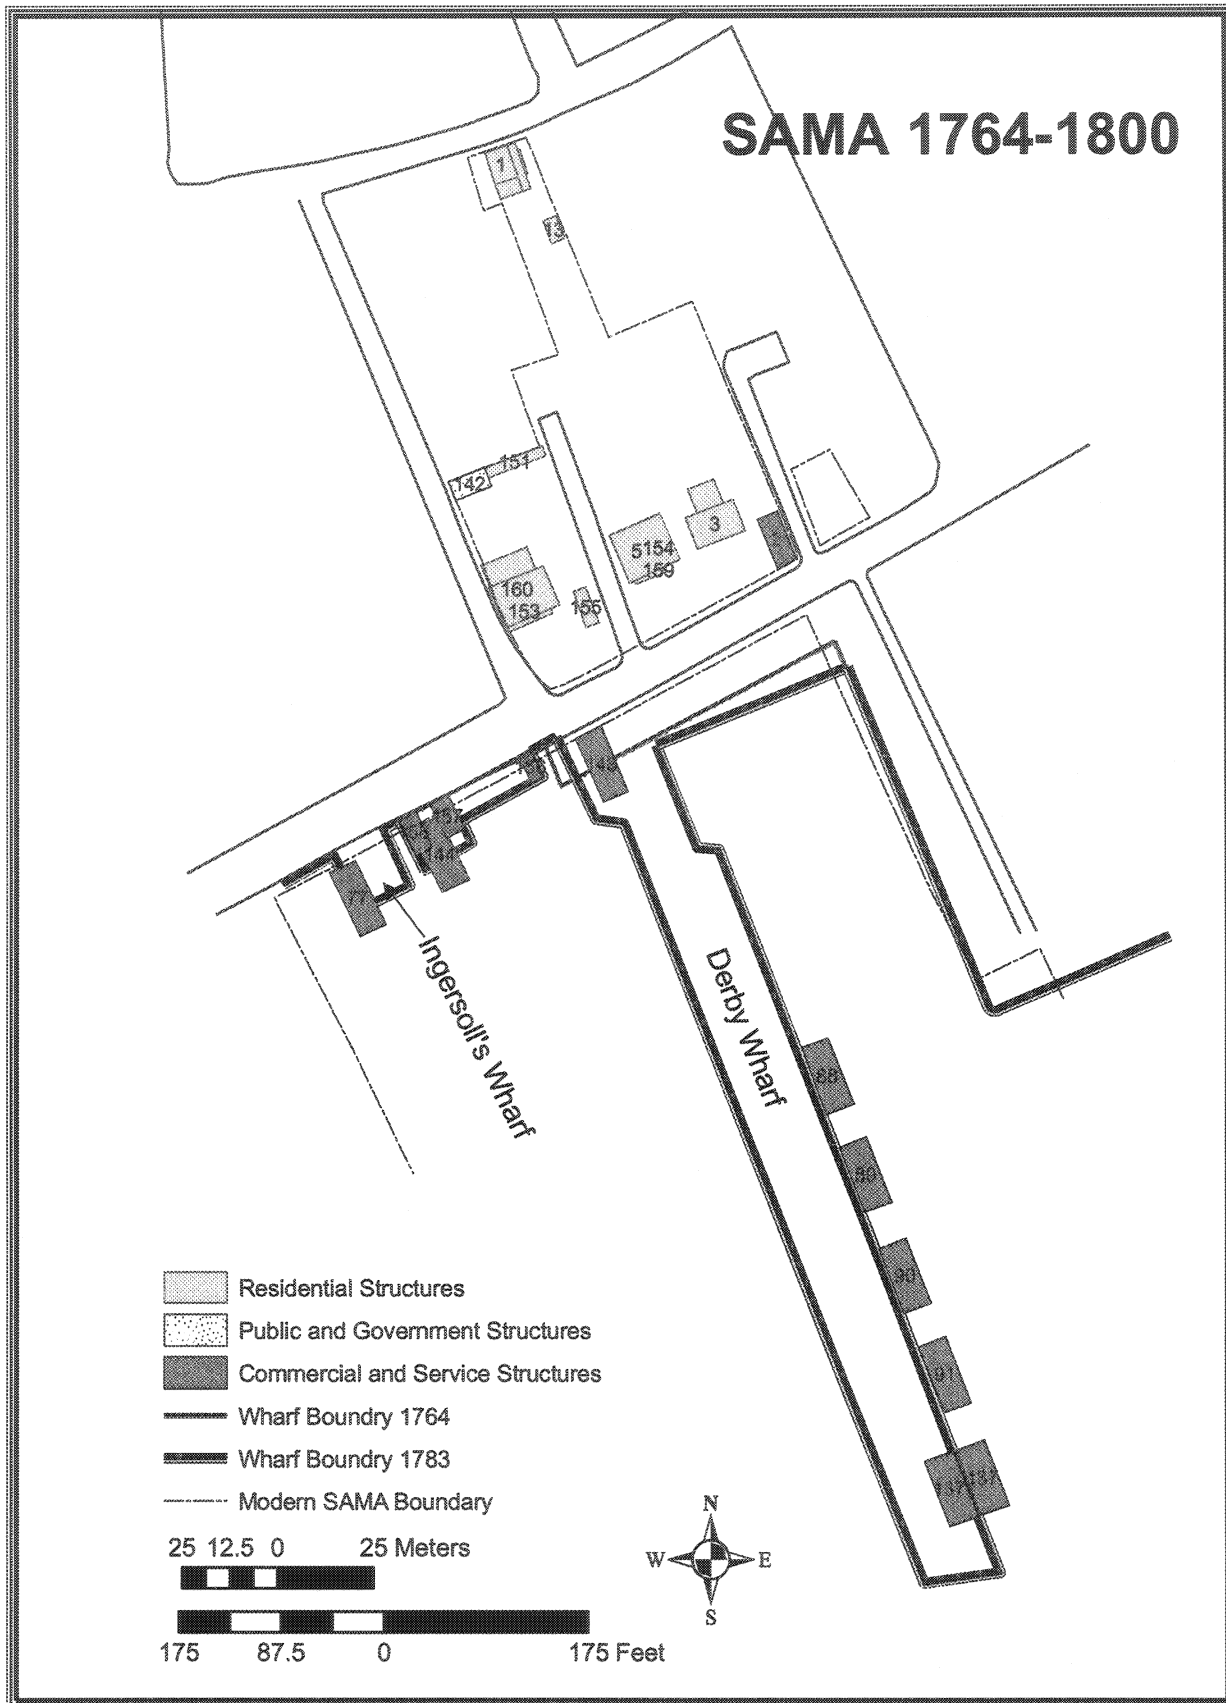 SAMA 1764-1800
1
13
151
142
3
5154
159
160
153
155
77
Ingersoll's Wharf
Derby Wharf
88
89
90
91
137
137
Residential Structures
Public and Government Structures
Commercial and Service Structures
Wharf Boundry 1764
Wharf Boundry 1783
Modern SAMA Boundary
25 12.5 0 25 Meters
175 87.5 0 175 Feet
N
W E
S